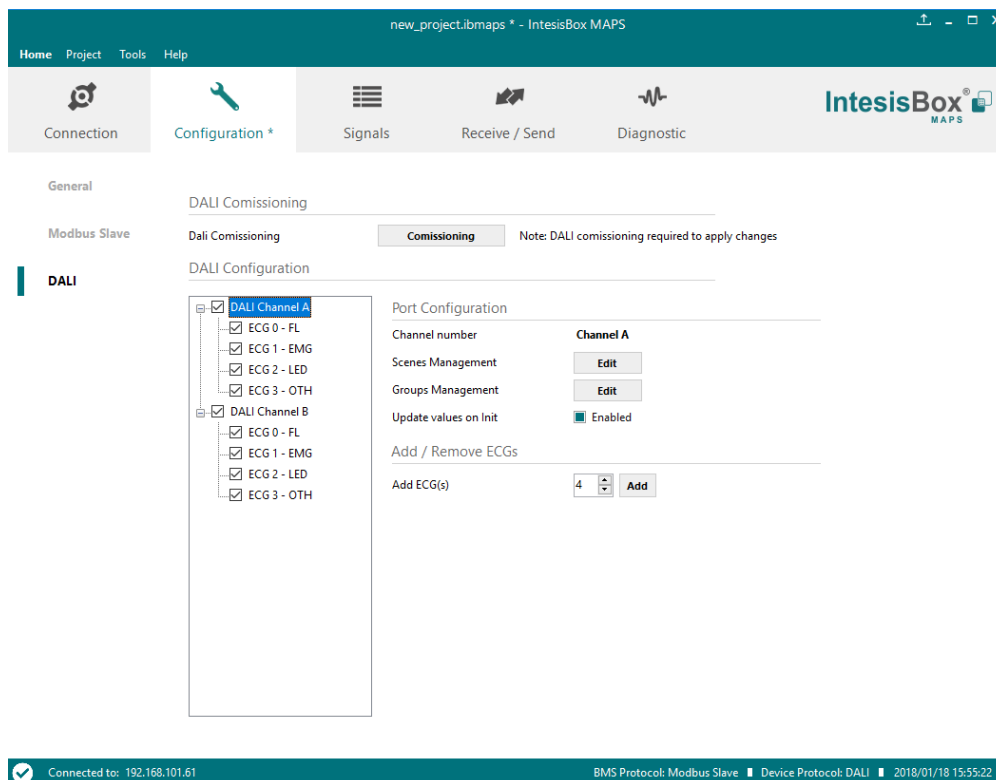 new_project.ibmaps * - IntesisBox MAPS
Home Project Tools Help
Connection Configuration * Signals Receive / Send Diagnostic
IntesisBox®
MAPS
General
Modbus Slave
DALI
DALI Comissioning
Dali Comissioning Comissioning Note: DALI comissioning required to apply changes
DALI Configuration
DALI Channel A
ECG 0 - FL
ECG 1 - EMG
ECG 2 - LED
ECG 3 - OTH
DALI Channel B
ECG 0 - FL
ECG 1 - EMG
ECG 2 - LED
ECG 3 - OTH
Port Configuration
Channel number Channel A
Scenes Management Edit
Groups Management Edit
Update values on Init Enabled
Add / Remove ECGs
Add ECG(s) 4 Add
Connected to: 192.168.101.61 BMS Protocol: Modbus Slave Device Protocol: DALI 2018/01/18 15:55:22